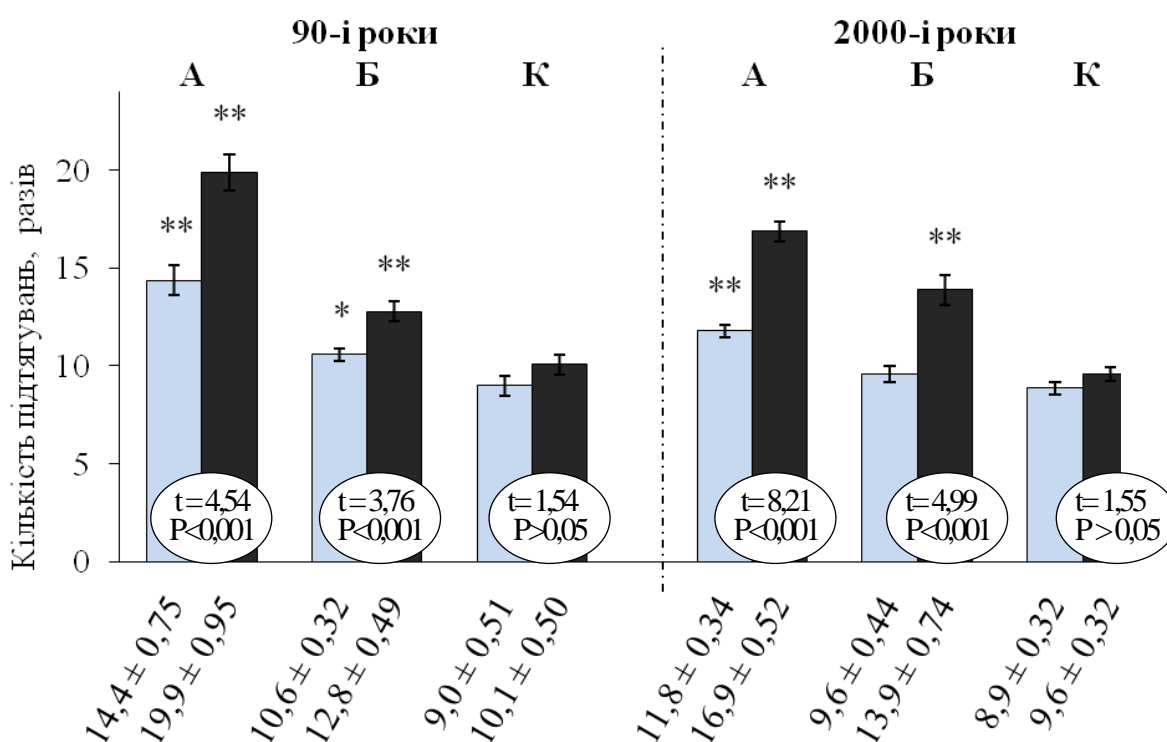 90-і роки
2000-і роки
А
Б
К
А
Б
К
Кількість підтягувань, разів
20
15
10
5
0
**
**
*
**
**
**
**
t=4,54
P<0,001
t=3,76
P<0,001
t=1,54
P>0,05
t=8,21
P<0,001
t=4,99
P<0,001
t=1,55
P>0,05
14,4 ± 0,75
19,9 ± 0,95
10,6 ± 0,32
12,8 ± 0,49
9,0 ± 0,51
10,1 ± 0,50
11,8 ± 0,34
16,9 ± 0,52
9,6 ± 0,44
13,9 ± 0,74
8,9 ± 0,32
9,6 ± 0,32